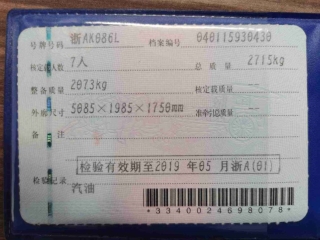 号牌号码 浙AK086L 档案编号 040115930430
核定载人数 7人 总质量 2715kg
整备质量 2073kg 核定载质量 --
外廓尺寸 5085×1985×1750mm 准牵引总质量 --
备注
检验有效期至2019年05月浙A(01)
检验记录
汽油
*3340024698078*